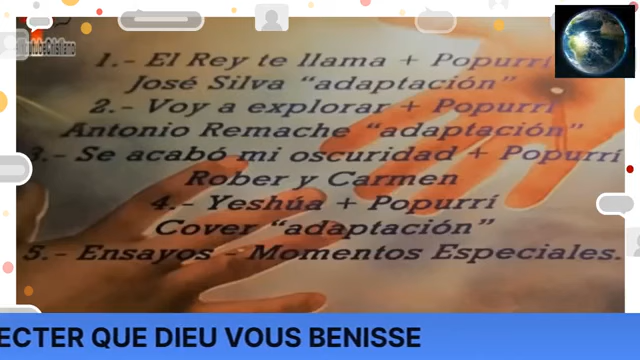 1.- El Rey te llama + Popurrí
José Silva "adaptación"
2.- Voy a explorar + Popurrí
Antonio Remache "adaptación"
3.- Se acabó mi oscuridad + Popurrí
Rober y Carmen
4.- Yeshúa + Popurrí
Cover "adaptación"
5.- Ensayos - Momentos Especiales.
ECTER QUE DIEU VOUS BENISSE